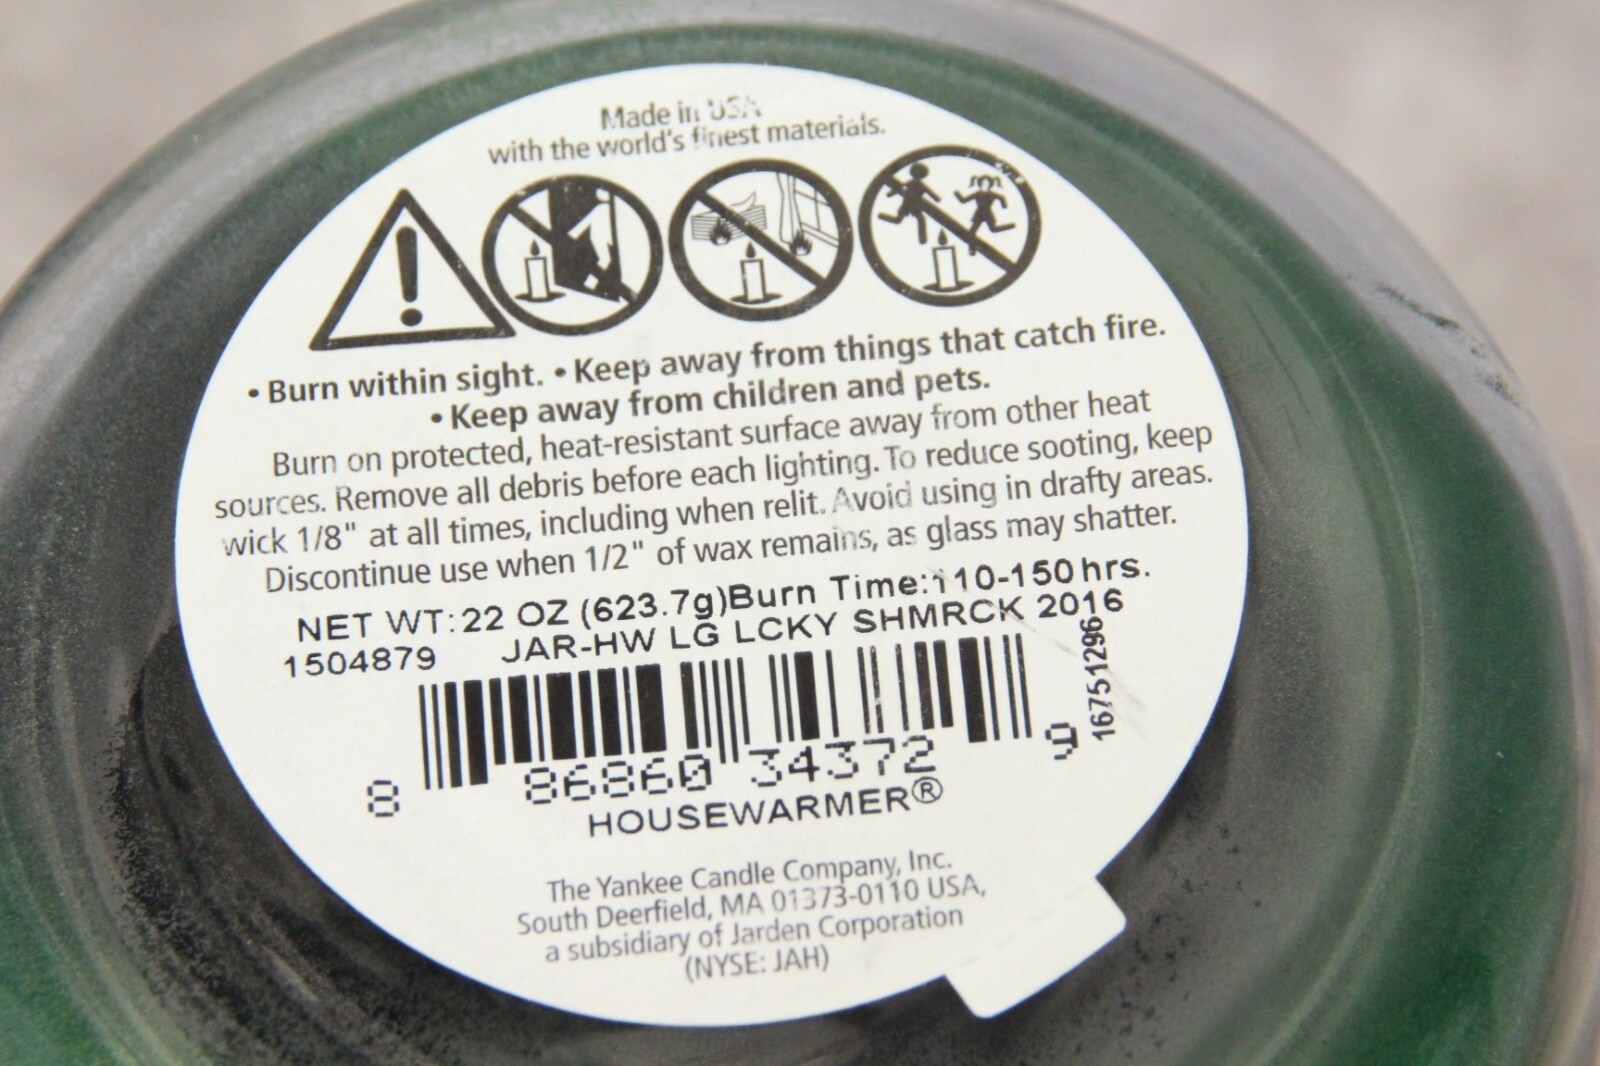 Made in USA
with the world's finest materials.
• Burn within sight. • Keep away from things that catch fire.
• Keep away from children and pets.
Burn on protected, heat-resistant surface away from other heat
sources. Remove all debris before each lighting. To reduce sooting, keep
wick 1/8" at all times, including when relit. Avoid using in drafty areas.
Discontinue use when 1/2" of wax remains, as glass may shatter.
NET WT:22 OZ (623.7g)Burn Time:110-150 hrs.
1504879 JAR-HW LG LCKY SHMRCK 2016
167512969
8 86860 34372 9
HOUSEWARMER®
The Yankee Candle Company, Inc.
South Deerfield, MA 01373-0110 USA,
a subsidiary of Jarden Corporation
(NYSE: JAH)